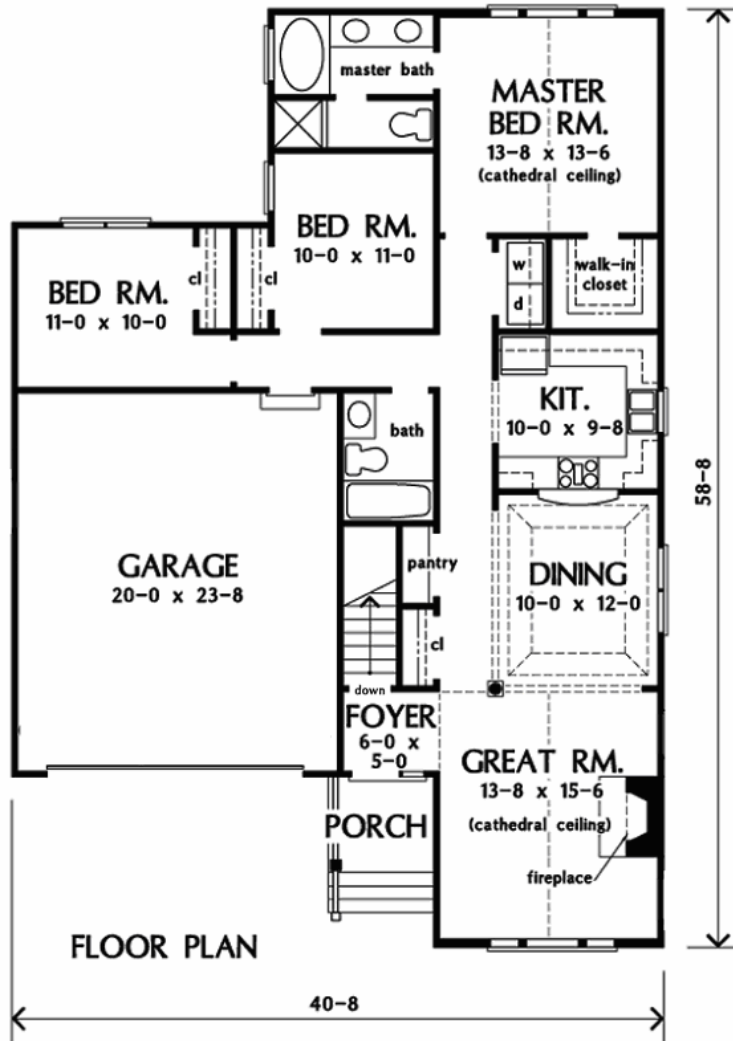 master bath
MASTER
BED RM.
13-8 x 13-6
(cathedral ceiling)
BED RM.
10-0 x 11-0
cl
cl
BED RM.
11-0 x 10-0
w
d
walk-in
closet
KIT.
10-0 x 9-8
bath
58-8
GARAGE
20-0 x 23-8
pantry
DINING
10-0 x 12-0
cl
down
FOYER
6-0 x
5-0
GREAT RM.
13-8 x 15-6
(cathedral ceiling)
PORCH
fireplace
FLOOR PLAN
40-8